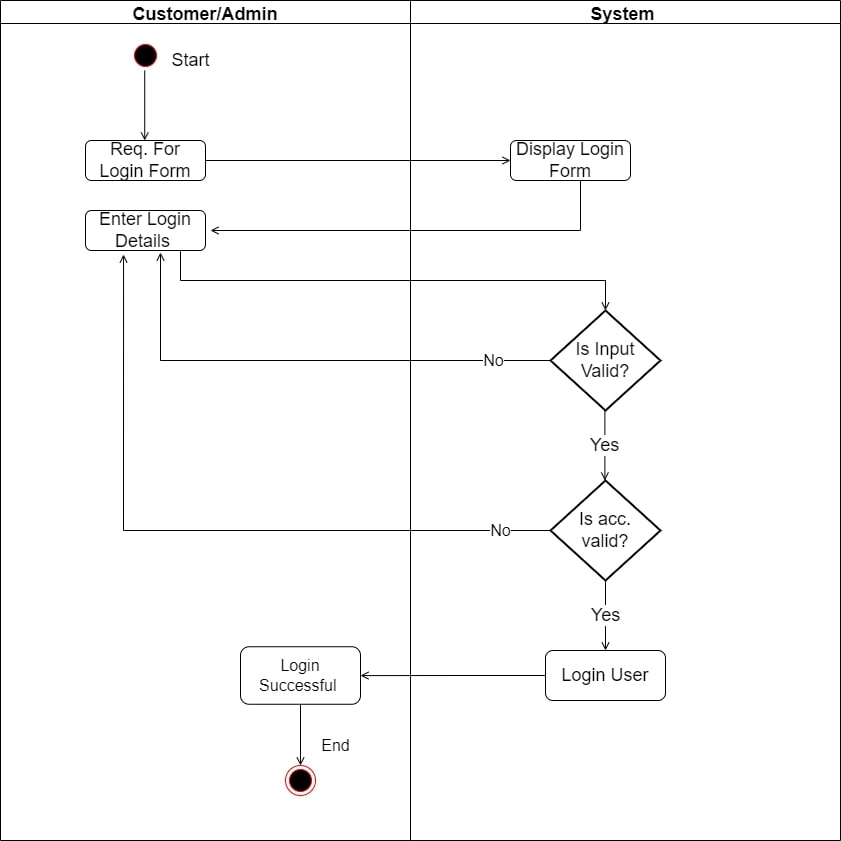 Customer/Admin
System
Start
Req. For
Login Form
Display Login
Form
Enter Login
Details
Is Input
Valid?
No
Yes
Is acc.
valid?
No
Yes
Login
Successful
Login User
End